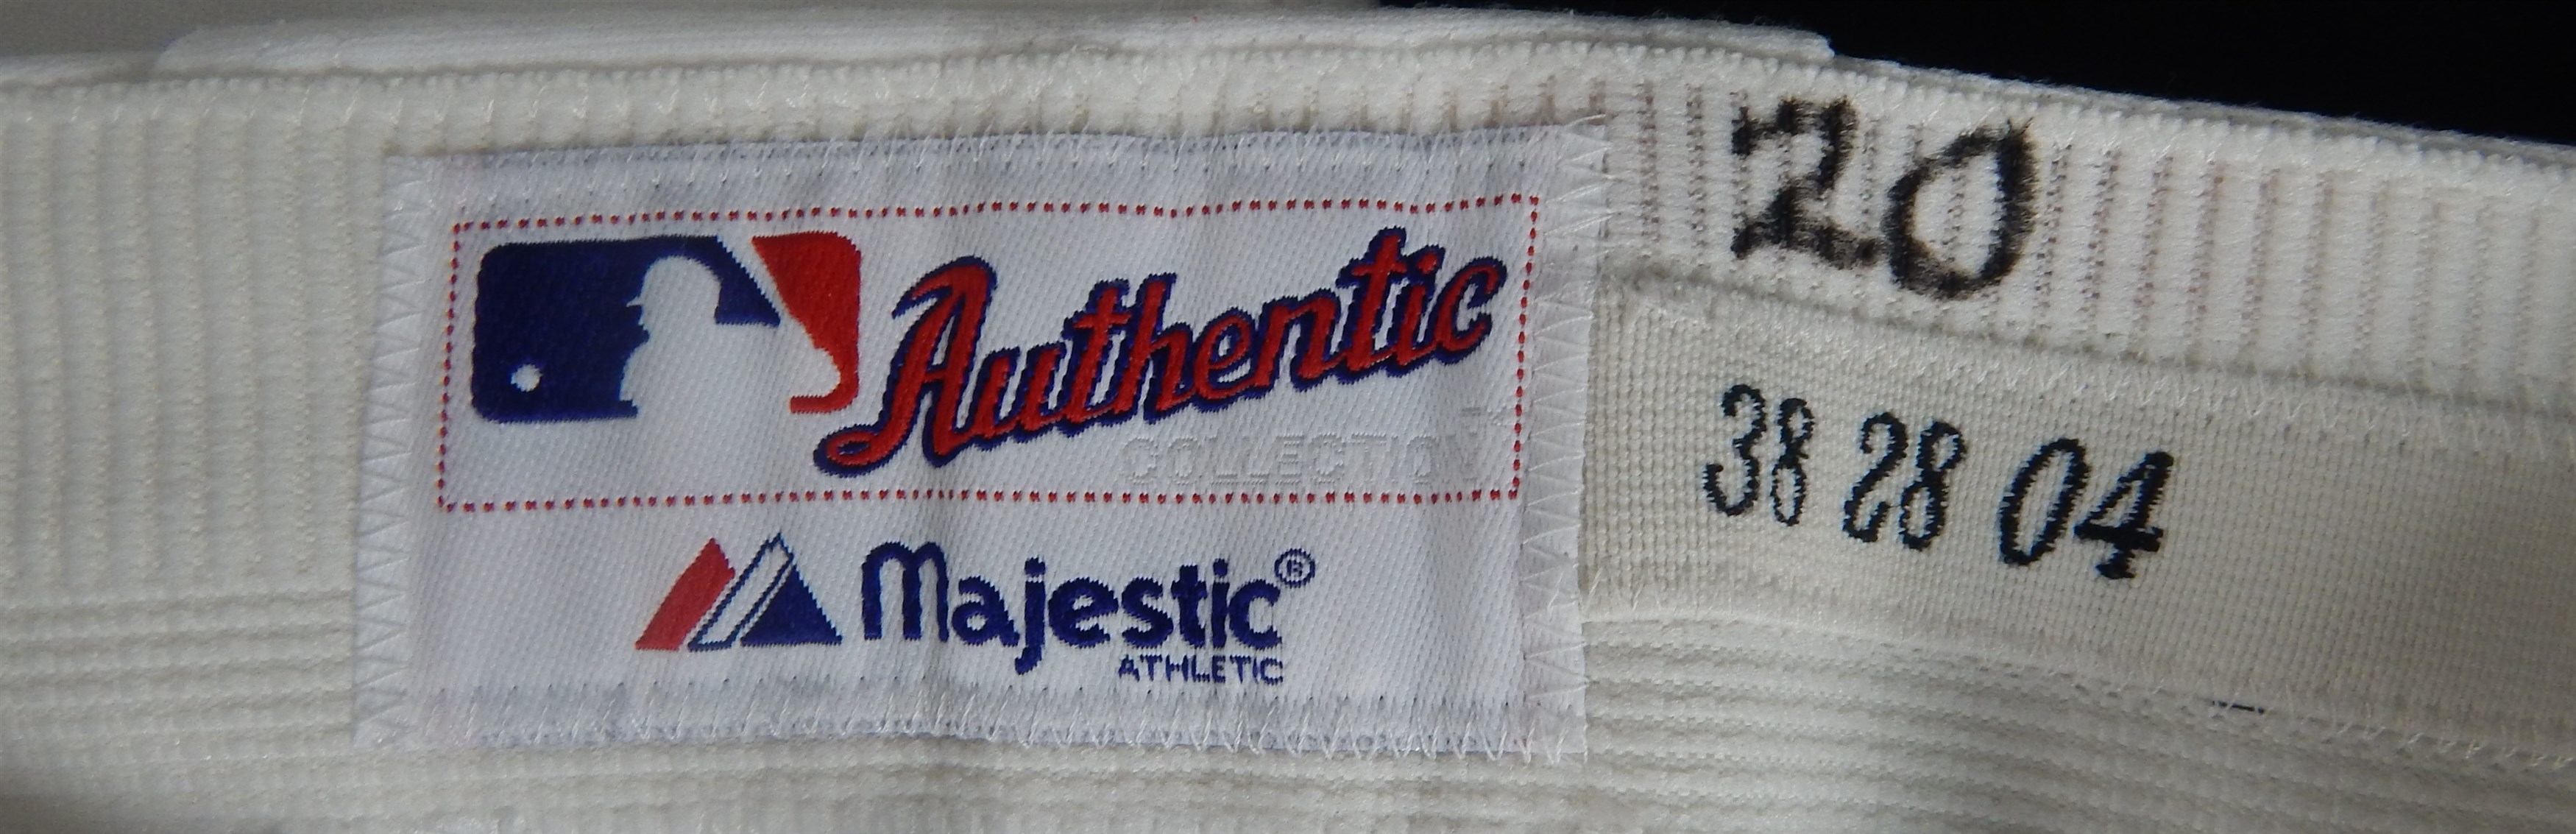 20
Authentic
COLLECTION
38 28 04
Majestic®
ATHLETIC